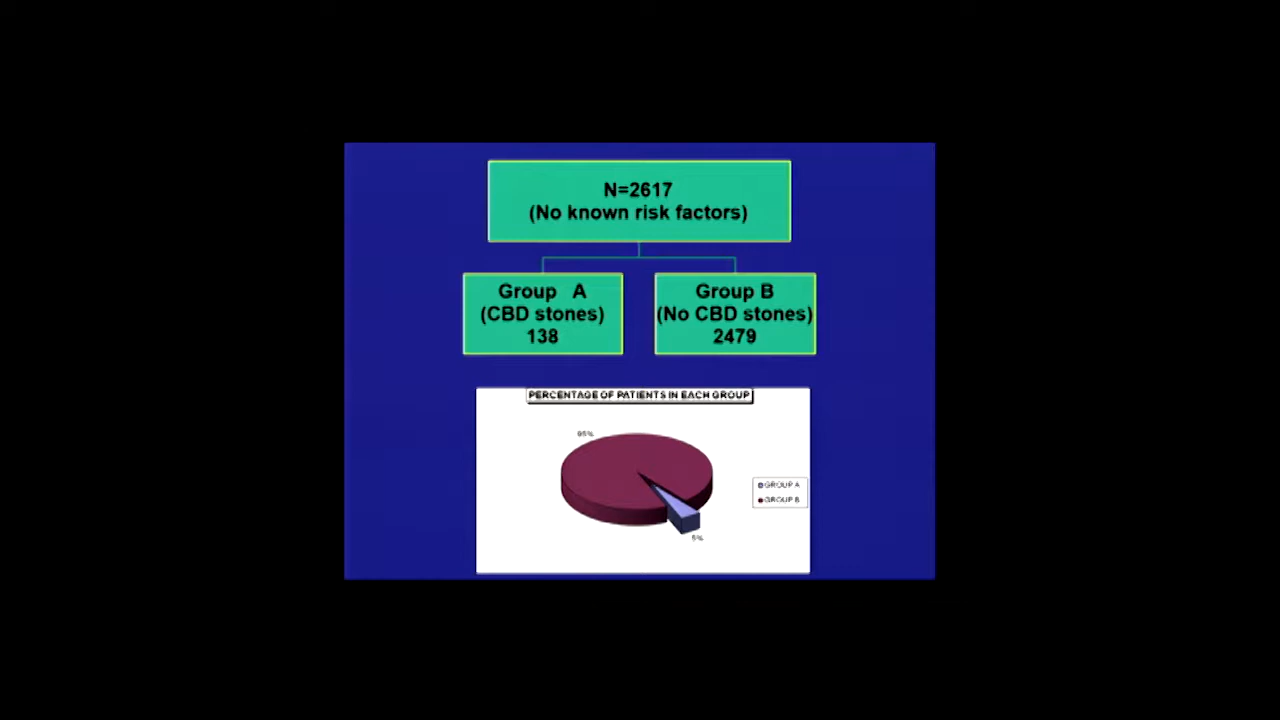 N=2617
(No known risk factors)
Group A
(CBD stones)
138
Group B
(No CBD stones)
2479
PERCENTAGE OF PATIENTS IN EACH GROUP
95%
GROUP A
GROUP B
5%